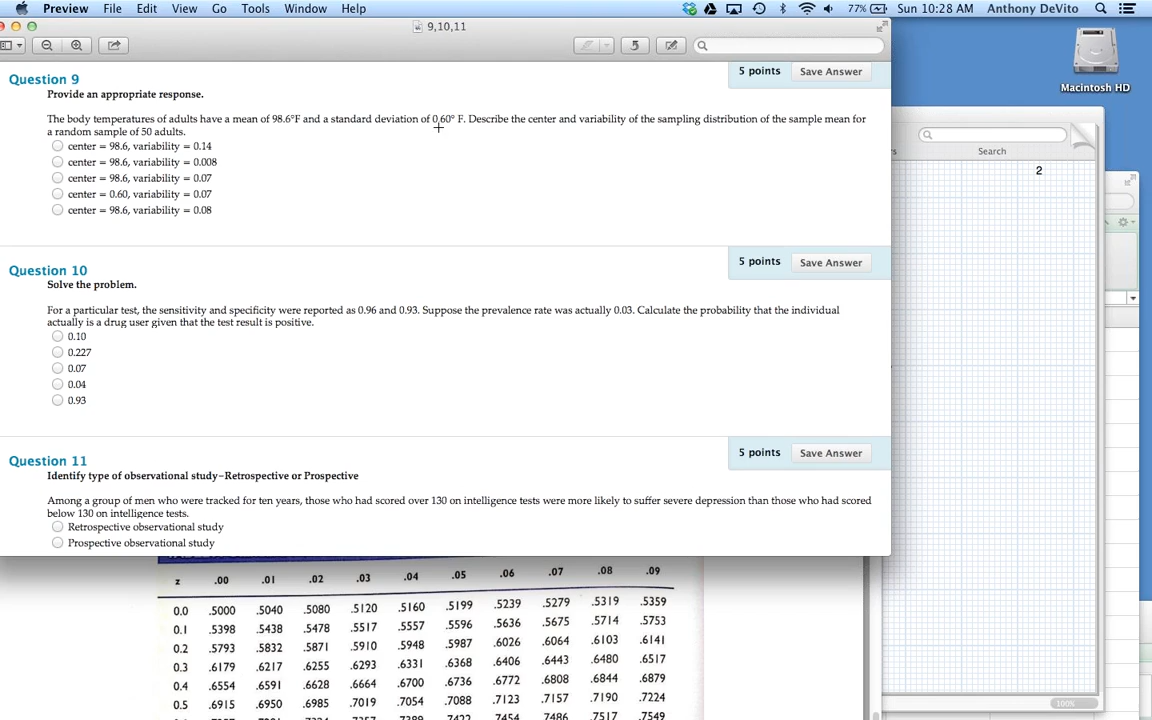 Preview File Edit View Go Tools Window Help 77% Sun 10:28 AM Anthony DeVito
9,10,11
Macintosh HD
Search
2
Question 9
5 points Save Answer
Provide an appropriate response.
The body temperatures of adults have a mean of 98.6°F and a standard deviation of 0.60° F. Describe the center and variability of the sampling distribution of the sample mean for
a random sample of 50 adults.
center = 98.6, variability = 0.14
center = 98.6, variability = 0.008
center = 98.6, variability = 0.07
center = 0.60, variability = 0.07
center = 98.6, variability = 0.08
Question 10
5 points Save Answer
Solve the problem.
For a particular test, the sensitivity and specificity were reported as 0.96 and 0.93. Suppose the prevalence rate was actually 0.03. Calculate the probability that the individual
actually is a drug user given that the test result is positive.
0.10
0.227
0.07
0.04
0.93
Question 11
5 points Save Answer
Identify type of observational study–Retrospective or Prospective
Among a group of men who were tracked for ten years, those who had scored over 130 on intelligence tests were more likely to suffer severe depression than those who had scored
below 130 on intelligence tests.
Retrospective observational study
Prospective observational study
z .00 .01 .02 .03 .04 .05 .06 .07 .08 .09
0.0 .5000 .5040 .5080 .5120 .5160 .5199 .5239 .5279 .5319 .5359
0.1 .5398 .5438 .5478 .5517 .5557 .5596 .5636 .5675 .5714 .5753
0.2 .5793 .5832 .5871 .5910 .5948 .5987 .6026 .6064 .6103 .6141
0.3 .6179 .6217 .6255 .6293 .6331 .6368 .6406 .6443 .6480 .6517
0.4 .6554 .6591 .6628 .6664 .6700 .6736 .6772 .6808 .6844 .6879
0.5 .6915 .6950 .6985 .7019 .7054 .7088 .7123 .7157 .7190 .7224
.7422 .7454 .7486 .7517 .7549
100%